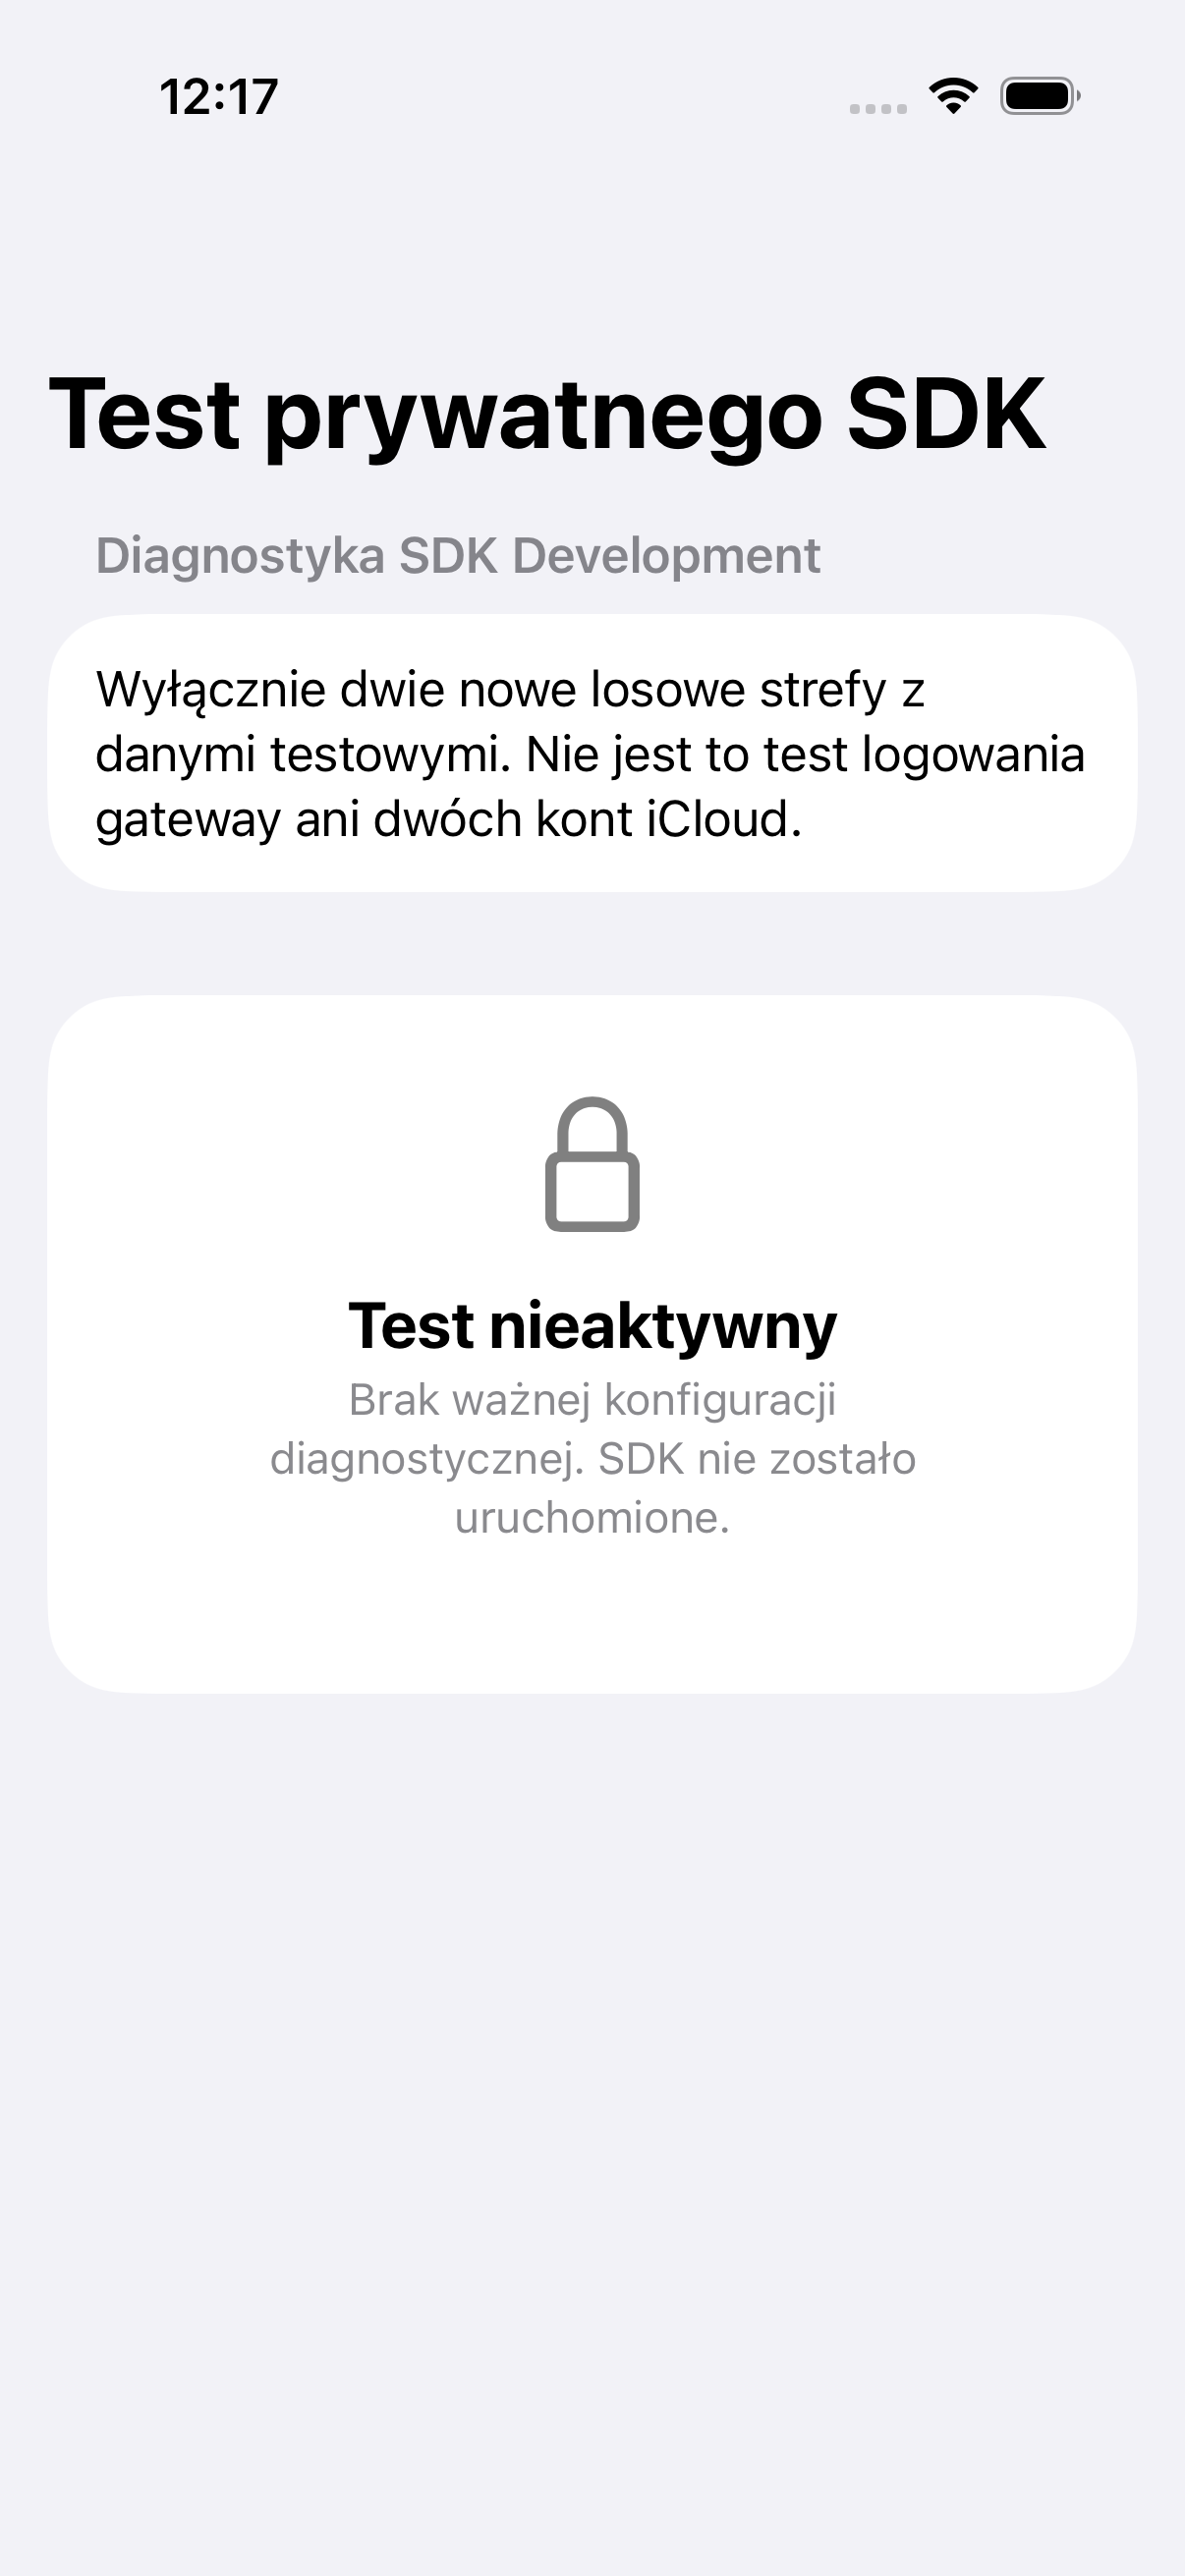 12:17
Test prywatnego SDK
Diagnostyka SDK Development
Wyłącznie dwie nowe losowe strefy z
danymi testowymi. Nie jest to test logowania
gateway ani dwóch kont iCloud.
Test nieaktywny
Brak ważnej konfiguracji
diagnostycznej. SDK nie zostało
uruchomione.